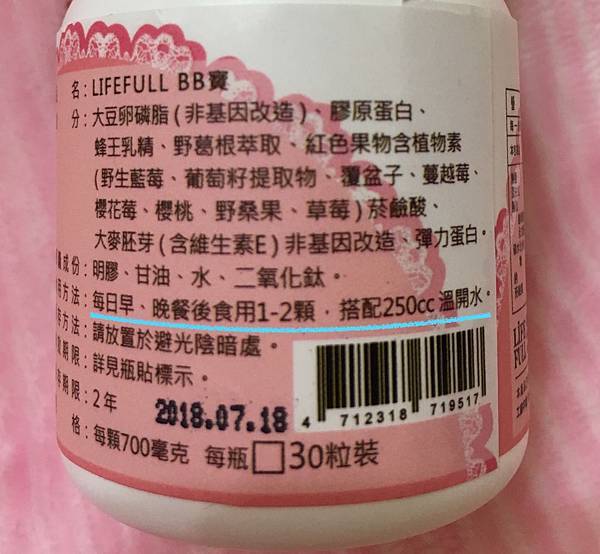 名：LIFEFULL BB寶
分：大豆卵磷脂(非基因改造)、膠原蛋白、
蜂王乳精、野葛根萃取、紅色果物含植物素
(野生藍莓、葡萄籽提取物、覆盆子、蔓越莓、
櫻花莓、櫻桃、野桑果、草莓)菸鹼酸、
大麥胚芽(含維生素E)非基因改造、彈力蛋白。
成份：明膠、甘油、水、二氧化鈦。
用方法：每日早、晚餐後食用1-2顆，搭配250cc溫開水。
方法：請放置於避光陰暗處。
期限：詳見瓶貼標示。
期限：2年
2018.07.18
4 712318 719517
格：每顆700毫克 每瓶□30粒裝
LIFE
FULL